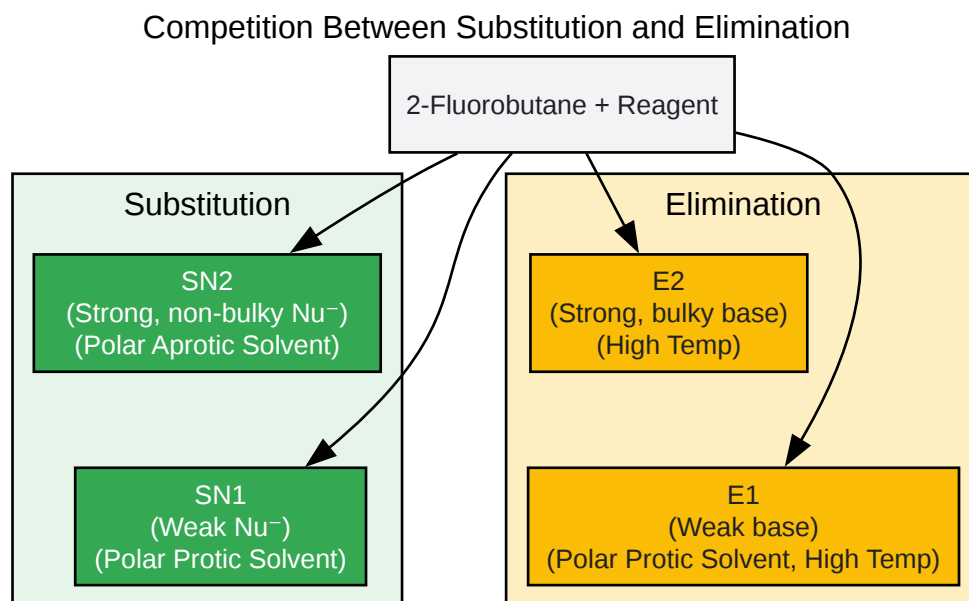 Competition Between Substitution and Elimination
2-Fluorobutane + Reagent
Substitution
SN2
(Strong, non-bulky Nu⁻)
(Polar Aprotic Solvent)
SN1
(Weak Nu⁻)
(Polar Protic Solvent)
Elimination
E2
(Strong, bulky base)
(High Temp)
E1
(Weak base)
(Polar Protic Solvent, High Temp)